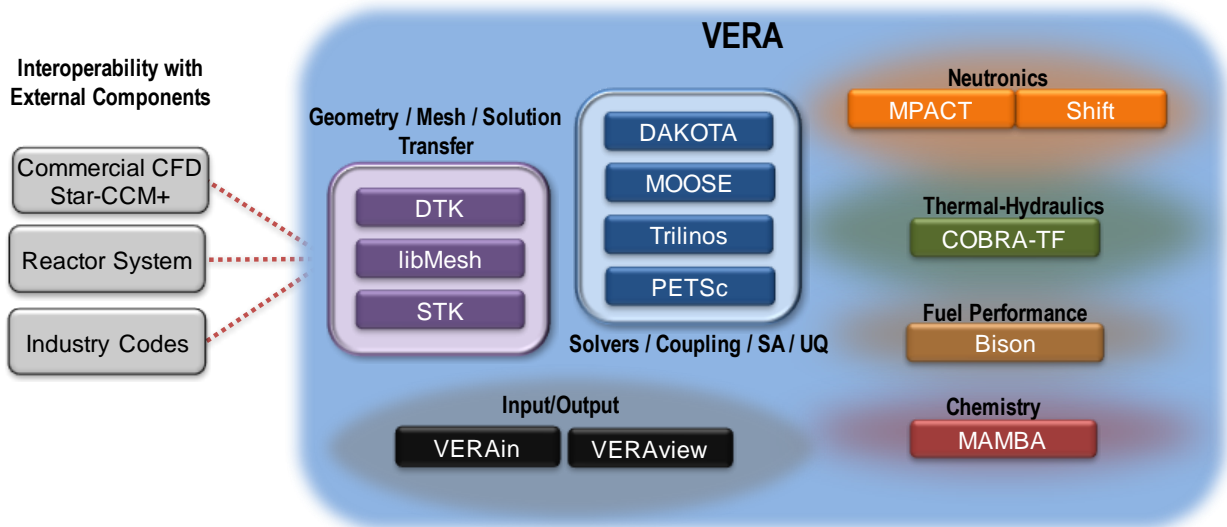 VERA
Interoperability with
External Components
Commercial CFD
Star-CCM+
Reactor System
Industry Codes
Geometry / Mesh / Solution
Transfer
DTK
libMesh
STK
DAKOTA
MOOSE
Trilinos
PETSc
Solvers / Coupling / SA / UQ
Input/Output
VERAin
VERAview
Neutronics
MPACT
Shift
Thermal-Hydraulics
COBRA-TF
Fuel Performance
Bison
Chemistry
MAMBA